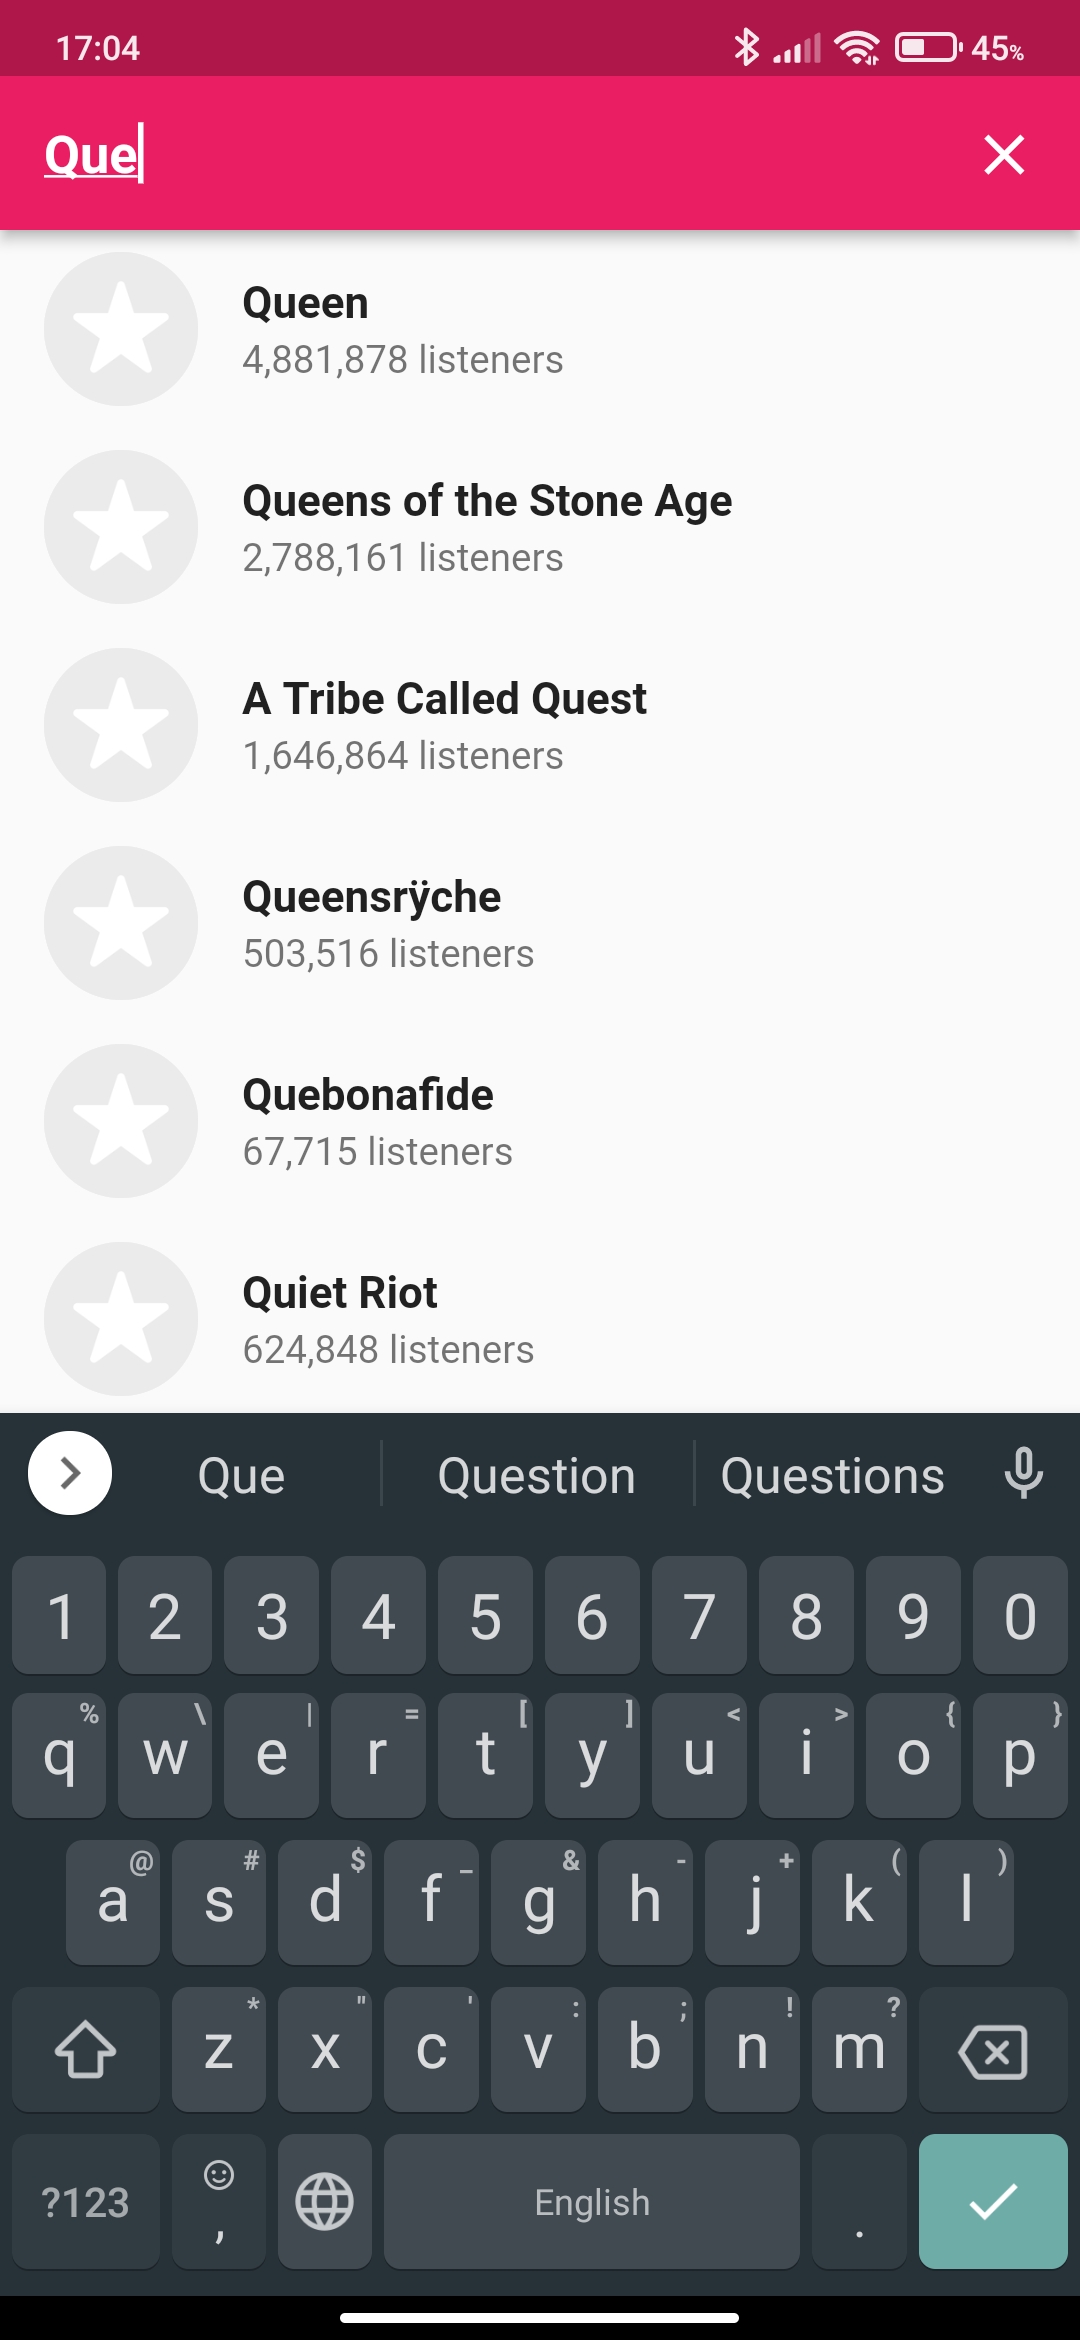 17:04
45%
Que
Queen
4,881,878 listeners
Queens of the Stone Age
2,788,161 listeners
A Tribe Called Quest
1,646,864 listeners
Queensrÿche
503,516 listeners
Quebonafide
67,715 listeners
Quiet Riot
624,848 listeners
Que Question Questions
1 2 3 4 5 6 7 8 9 0
% \ | = [ ] < > { }
q w e r t y u i o p
@ # $ _ & - + ( )
a s d f g h j k l
* " ' : ; ! ?
z x c v b n m
?123 , English .